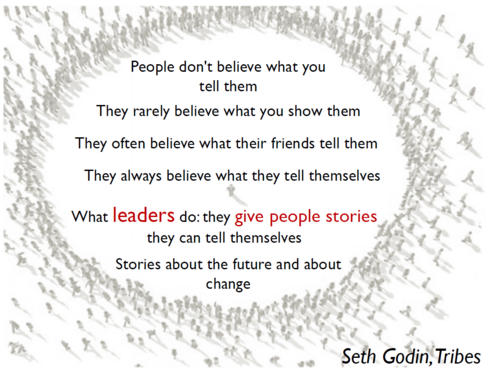 People don't believe what you
tell them
They rarely believe what you show them
They often believe what their friends tell them
They always believe what they tell themselves
What leaders do: they give people stories
they can tell themselves
Stories about the future and about
change
Seth Godin, Tribes